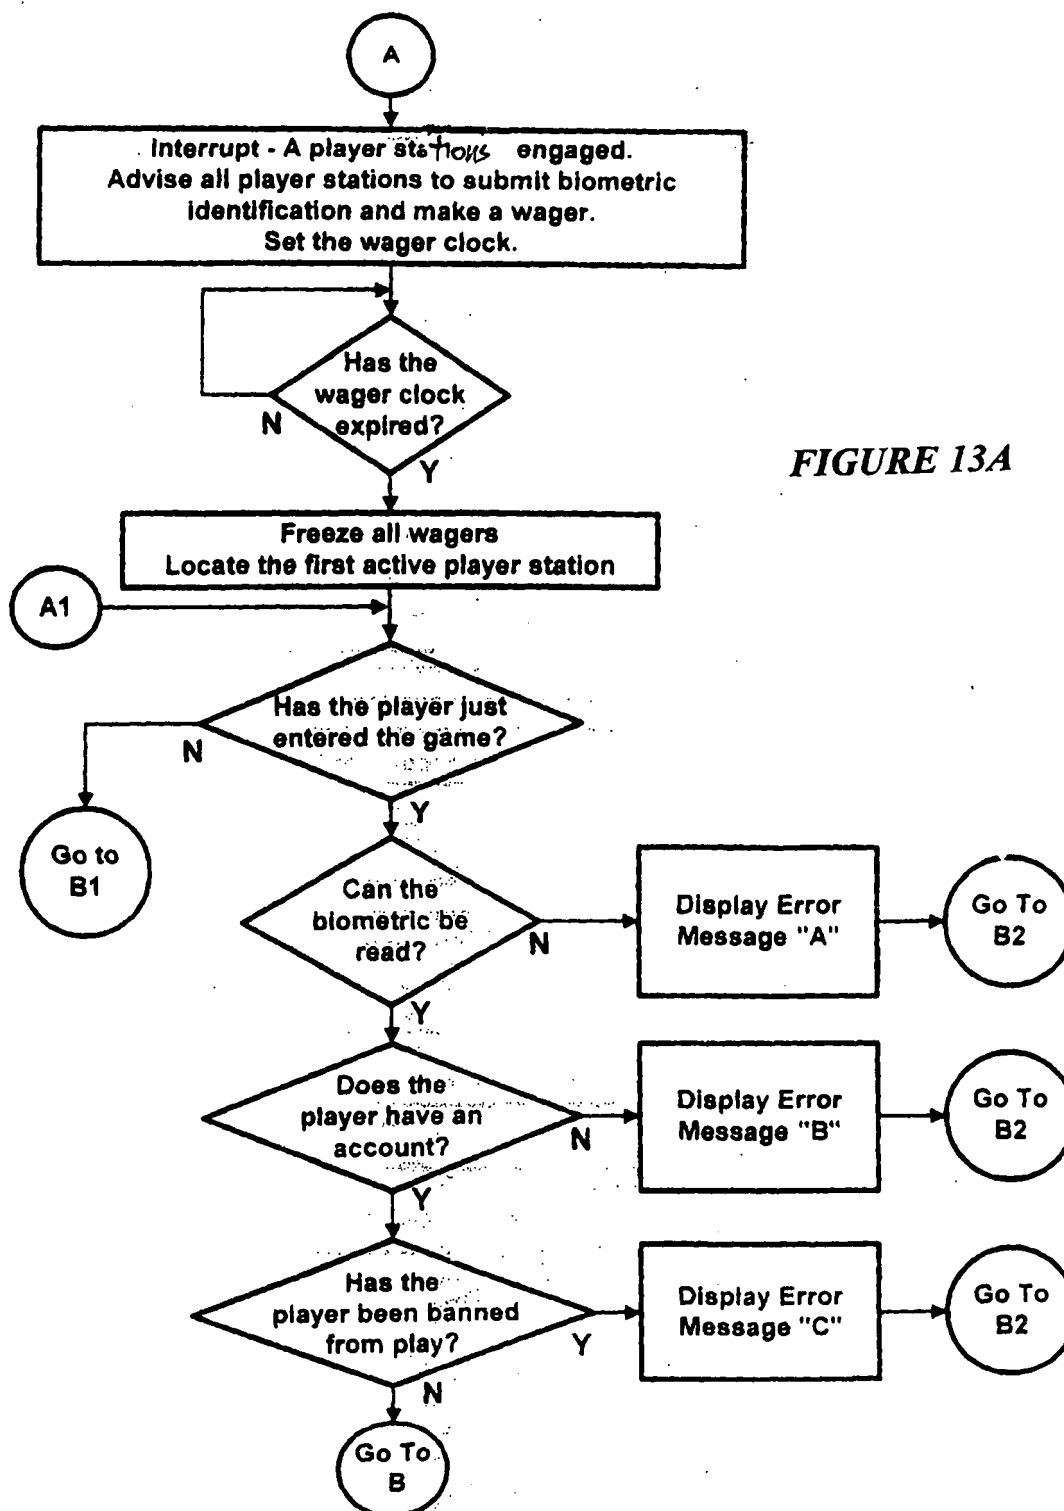 A
Interrupt - A player stations engaged.
Advise all player stations to submit biometric
identification and make a wager.
Set the wager clock.
Has the
wager clock
expired?
N
Y
FIGURE 13A
Freeze all wagers
Locate the first active player station
A1
Has the player just
entered the game?
N
Y
Go to
B1
Can the
biometric be
read?
N
Y
Display Error
Message "A"
Go To
B2
Does the
player have an
account?
N
Y
Display Error
Message "B"
Go To
B2
Has the
player been banned
from play?
Y
N
Display Error
Message "C"
Go To
B2
Go To
B